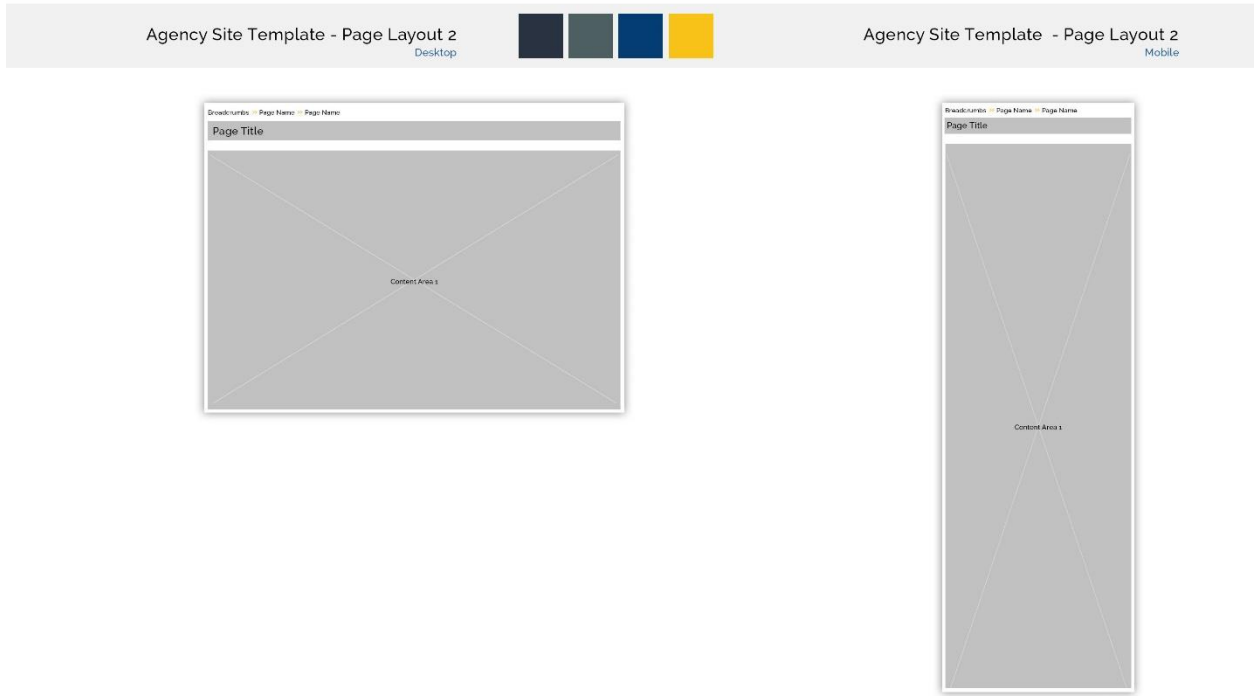 Agency Site Template - Page Layout 2
Desktop
Agency Site Template - Page Layout 2
Mobile
Breadcrumbs >> Page Name >> Page Name
Page Title
Content Area 1
Breadcrumbs >> Page Name >> Page Name
Page Title
Content Area 1